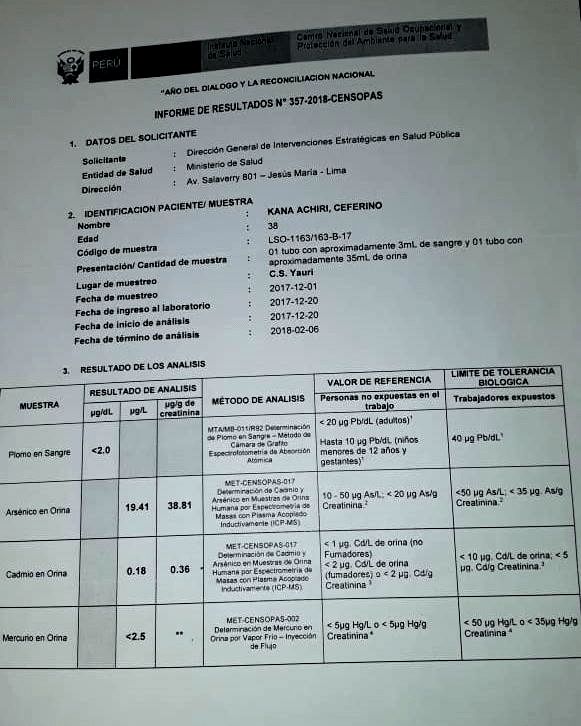 PERÚ
Instituto Nacional
de Salud
Centro Nacional de Salud Ocupacional y
Protección del Ambiente para la Salud
"AÑO DEL DIALOGO Y LA RECONCILIACION NACIONAL
INFORME DE RESULTADOS N° 357-2018-CENSOPAS
1. DATOS DEL SOLICITANTE
Solicitante : Dirección General de Intervenciones Estratégicas en Salud Pública
Entidad de Salud : Ministerio de Salud
Dirección : Av. Salaverry 801 – Jesús Maria - Lima
2. IDENTIFICACION PACIENTE/ MUESTRA
Nombre : KANA ACHIRI, CEFERINO
Edad : 38
Código de muestra : LSO-1163/163-B-17
Presentación/ Cantidad de muestra : 01 tubo con aproximadamente 3mL de sangre y 01 tubo con
aproximadamente 35mL de orina
Lugar de muestreo : C.S. Yauri
Fecha de muestreo : 2017-12-01
Fecha de ingreso al laboratorio : 2017-12-20
Fecha de inicio de análisis : 2017-12-20
Fecha de término de análisis : 2018-02-06
3. RESULTADO DE LOS ANALISIS
MUESTRA
RESULTADO DE ANALISIS
µg/dL
µg/L
µg/g de
creatinina
MÉTODO DE ANALISIS
VALOR DE REFERENCIA
Personas no expuestas en el
trabajo
LIMITE DE TOLERANCIA
BIOLOGICA
Trabajadores expuestos
Plomo en Sangre
<2.0
MTA/MB-011/R92 Determinación
de Plomo en Sangre – Método de
Cámara de Grafito
Espectrofotometría de Absorción
Atómica
< 20 µg Pb/dL (adultos)¹
Hasta 10 µg Pb/dL (niños
menores de 12 años y
gestantes)¹
40 µg Pb/dL¹
Arsénico en Orina
19.41
38.81
MET-CENSOPAS-017
Determinación de Cadmio y
Arsénico en Muestras de Orina
Humana por Espectrometría de
Masas con Plasma Acoplado
Inductivamente (ICP-MS)
10 - 50 µg As/L; < 20 µg As/g
Creatinina.²
<50 µg As/L; < 35 µg. As/g
Creatinina.²
Cadmio en Orina
0.18
0.36
MET-CENSOPAS-017
Determinación de Cadmio y
Arsénico en Muestras de Orina
Humana por Espectrometría de
Masas con Plasma Acoplado
Inductivamente (ICP-MS)
< 1 µg. Cd/L de orina (no
Fumadores)
< 2 µg. Cd/L de orina
(fumadores) o < 2 µg. Cd/g
Creatinina ³
< 10 µg. Cd/L de orina; < 5
µg. Cd/g Creatinina.³
Mercurio en Orina
<2.5
**
MET-CENSOPAS-002
Determinación de Mercurio en
Orina por Vapor Frío – Inyección
de Flujo
< 5µg Hg/L o < 5µg Hg/g
Creatinina ⁴
< 50 µg Hg/L o < 35µg Hg/g
Creatinina ⁴